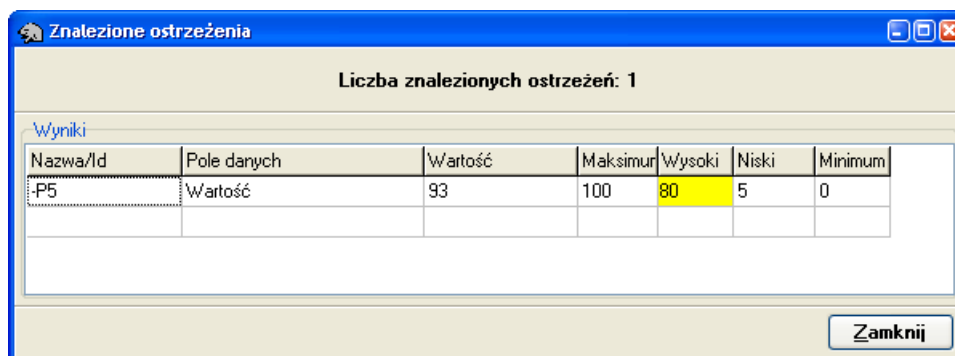 Znalezione ostrzeżenia
Liczba znalezionych ostrzeżeń: 1
Wyniki
Nazwa/Id Pole danych Wartość Maksimur Wysoki Niski Minimum
-P5 Wartość 93 100 80 5 0
Zamknij